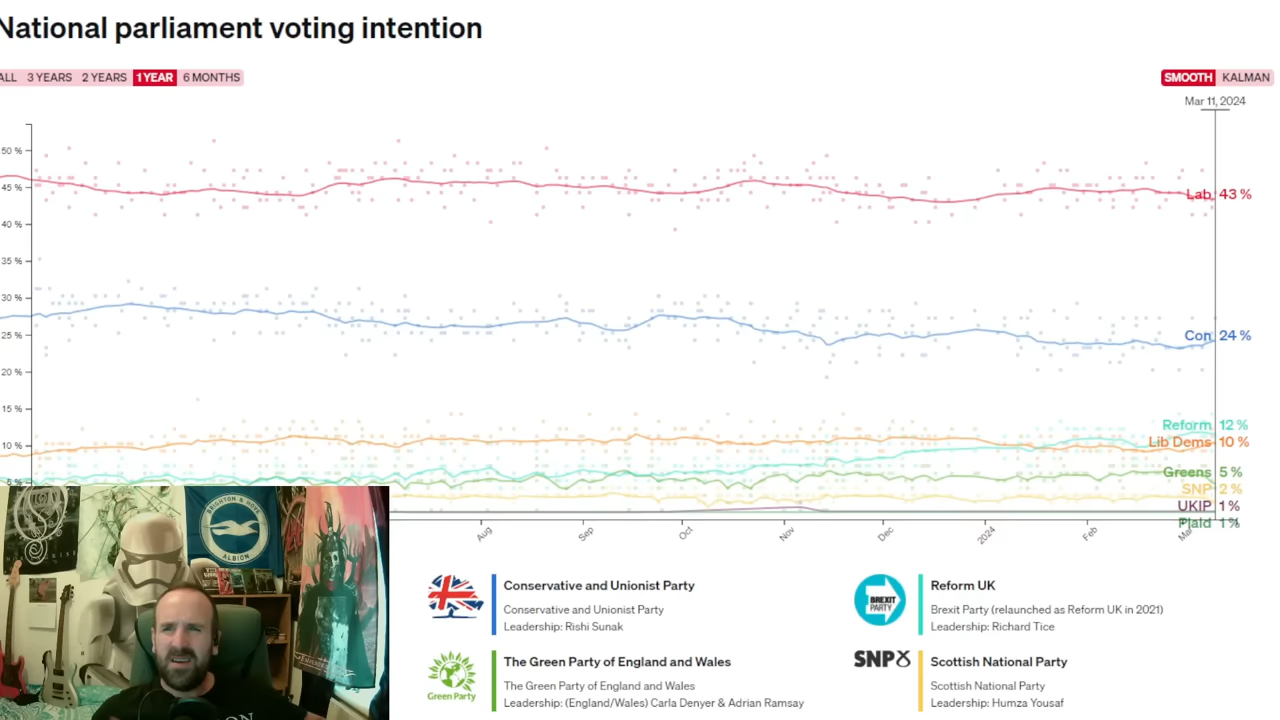 National parliament voting intention
ALL 3 YEARS 2 YEARS 1 YEAR 6 MONTHS
SMOOTH KALMAN
Mar 11, 2024
50 %
45 %
40 %
35 %
30 %
25 %
20 %
15 %
10 %
5 %
Lab 43 %
Con 24 %
Reform 12 %
Lib Dems 10 %
Greens 5 %
SNP 2 %
UKIP 1 %
Plaid 1 %
Aug
Sep
Oct
Nov
Dec
2024
Feb
Mar
BRIGHTON & HOVE
ALBION
Conservative and Unionist Party
Conservative and Unionist Party
Leadership: Rishi Sunak
BREXIT
PARTY
Reform UK
Brexit Party (relaunched as Reform UK in 2021)
Leadership: Richard Tice
Green Party
The Green Party of England and Wales
The Green Party of England and Wales
Leadership: (England/Wales) Carla Denyer & Adrian Ramsay
SNP
Scottish National Party
Scottish National Party
Leadership: Humza Yousaf